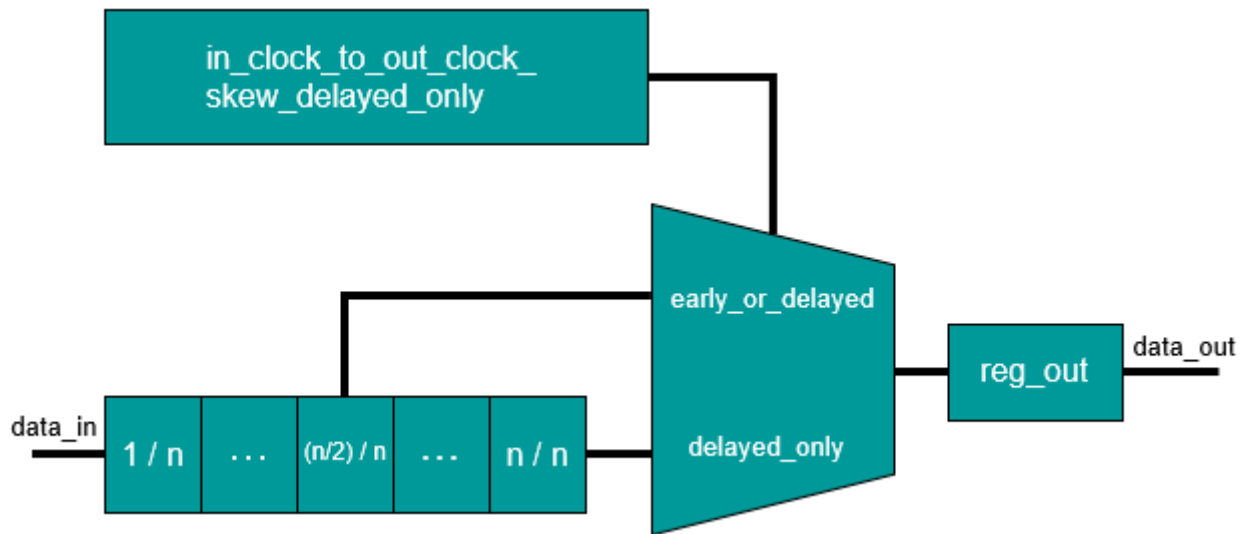 in_clock_to_out_clock_
skew_delayed_only
early_or_delayed
data_out
reg_out
data_in
1 / n
...
(n/2) / n
...
n / n
delayed_only